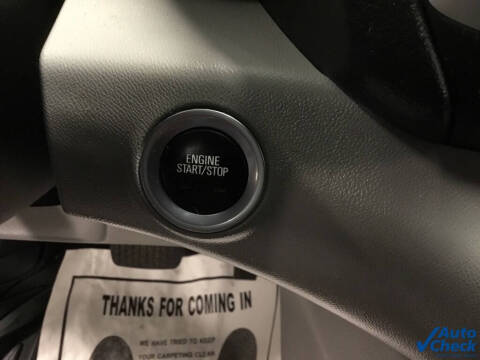 ENGINE
START/STOP
THANKS FOR COMING IN
WE HAVE TRIED TO KEEP
YOUR CARPETING CLEAN
Auto
Check